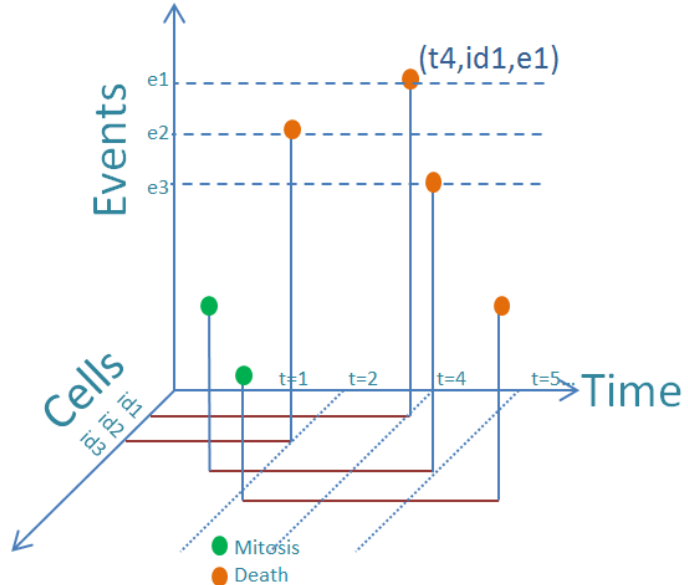 (t4,id1,e1)
e1
Events
e2
e3
Cells
t=1
t=2
t=4
t=5...
Time
id1
id2
id3
Mitosis
Death